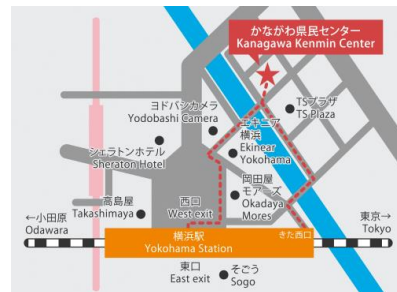 かながわ県民センター
Kanagawa Kenmin Center
ヨドバシカメラ
Yodobashi Camera
TSプラザ
TS Plaza
エキニア
横浜
Ekinear
Yokohama
シェラトンホテル
Sheraton Hotel
岡田屋
モアーズ
Okadaya
Mores
西口
West exit
高島屋
Takashimaya
←小田原
Odawara
東京→
Tokyo
横浜駅
Yokohama Station
きた西口
東口
East exit
そごう
Sogo